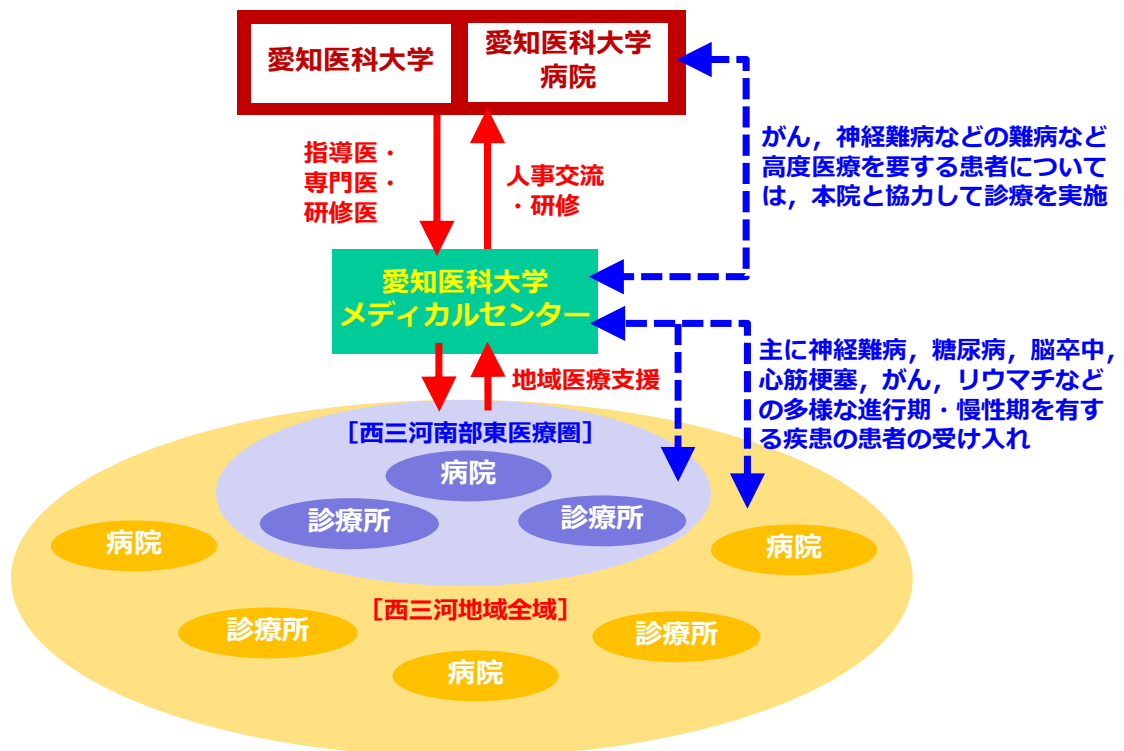 愛知医科大学
愛知医科大学
病院
指導医・
専門医・
研修医
人事交流
・研修
がん，神経難病などの難病など
高度医療を要する患者について
は，本院と協力して診療を実施
愛知医科大学
メディカルセンター
地域医療支援
主に神経難病，糖尿病，脳卒中，
心筋梗塞，がん，リウマチなど
の多様な進行期・慢性期を有す
る疾患の患者の受け入れ
［西三河南部東医療圏］
病院
診療所
診療所
病院
病院
［西三河地域全域］
診療所
診療所
病院